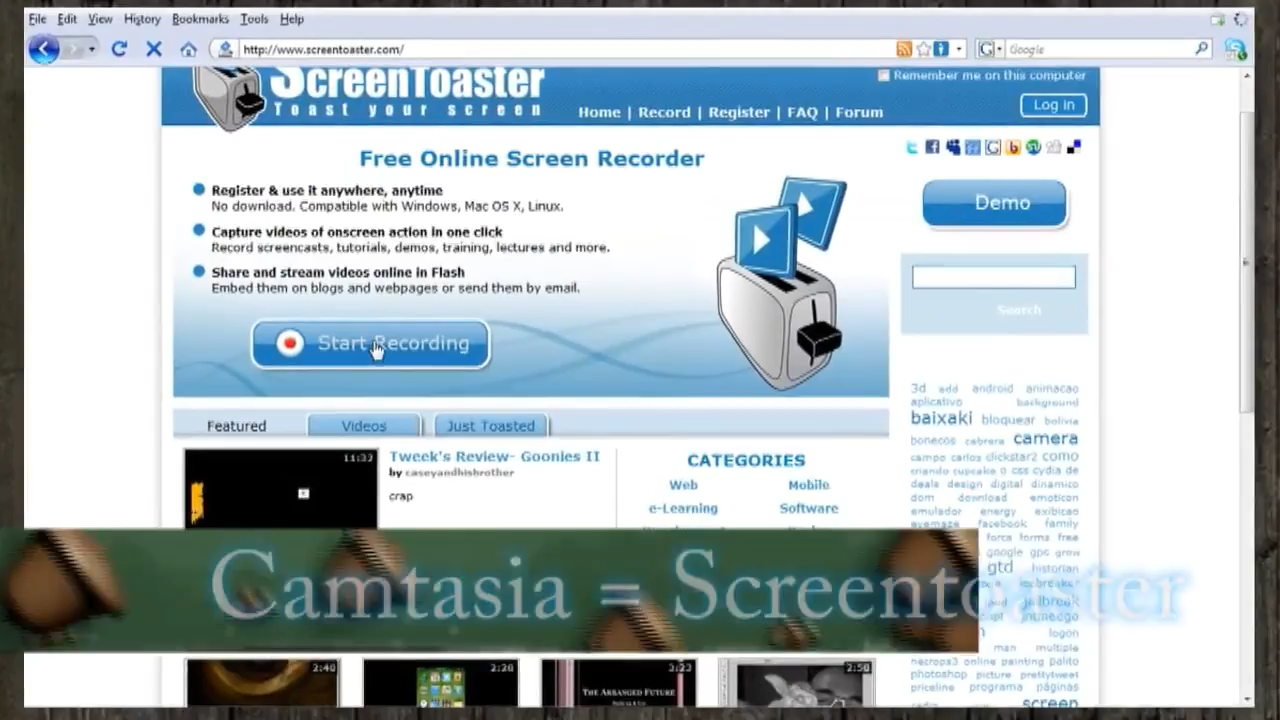 File Edit View History Bookmarks Tools Help
http://www.screentoaster.com/
Google
ScreenToaster
Toast your screen
Remember me on this computer
Log in
Home | Record | Register | FAQ | Forum
Free Online Screen Recorder
Register & use it anywhere, anytime
No download. Compatible with Windows, Mac OS X, Linux.
Capture videos of onscreen action in one click
Record screencasts, tutorials, demos, training, lectures and more.
Share and stream videos online in Flash
Embed them on blogs and webpages or send them by email.
Start Recording
Demo
Search
Featured Videos Just Toasted
11:33
Tweek's Review- Goonies II
by caseyandhisbrother
crap
CATEGORIES
Web Mobile
e-Learning Software
3d add android animacao
aplicativo background
baixaki bloquear bolivia
bonecos cabrera camera
campo carlos clickstar2 como
criando cupcake o css cydia de
deals design digital dinamico
dom download emoticon
emulador energy exibicao
facebook family
forca forms free
google gps grow
gtd historian
jailbreak
logon
man multiple
necrops3 online painting palito
photoshop picture prettytweet
priceline programa páginas
screen
Camtasia = Screentoaster
2:40
2:20
3:23
THE ARRANGED FUTURE
2:50